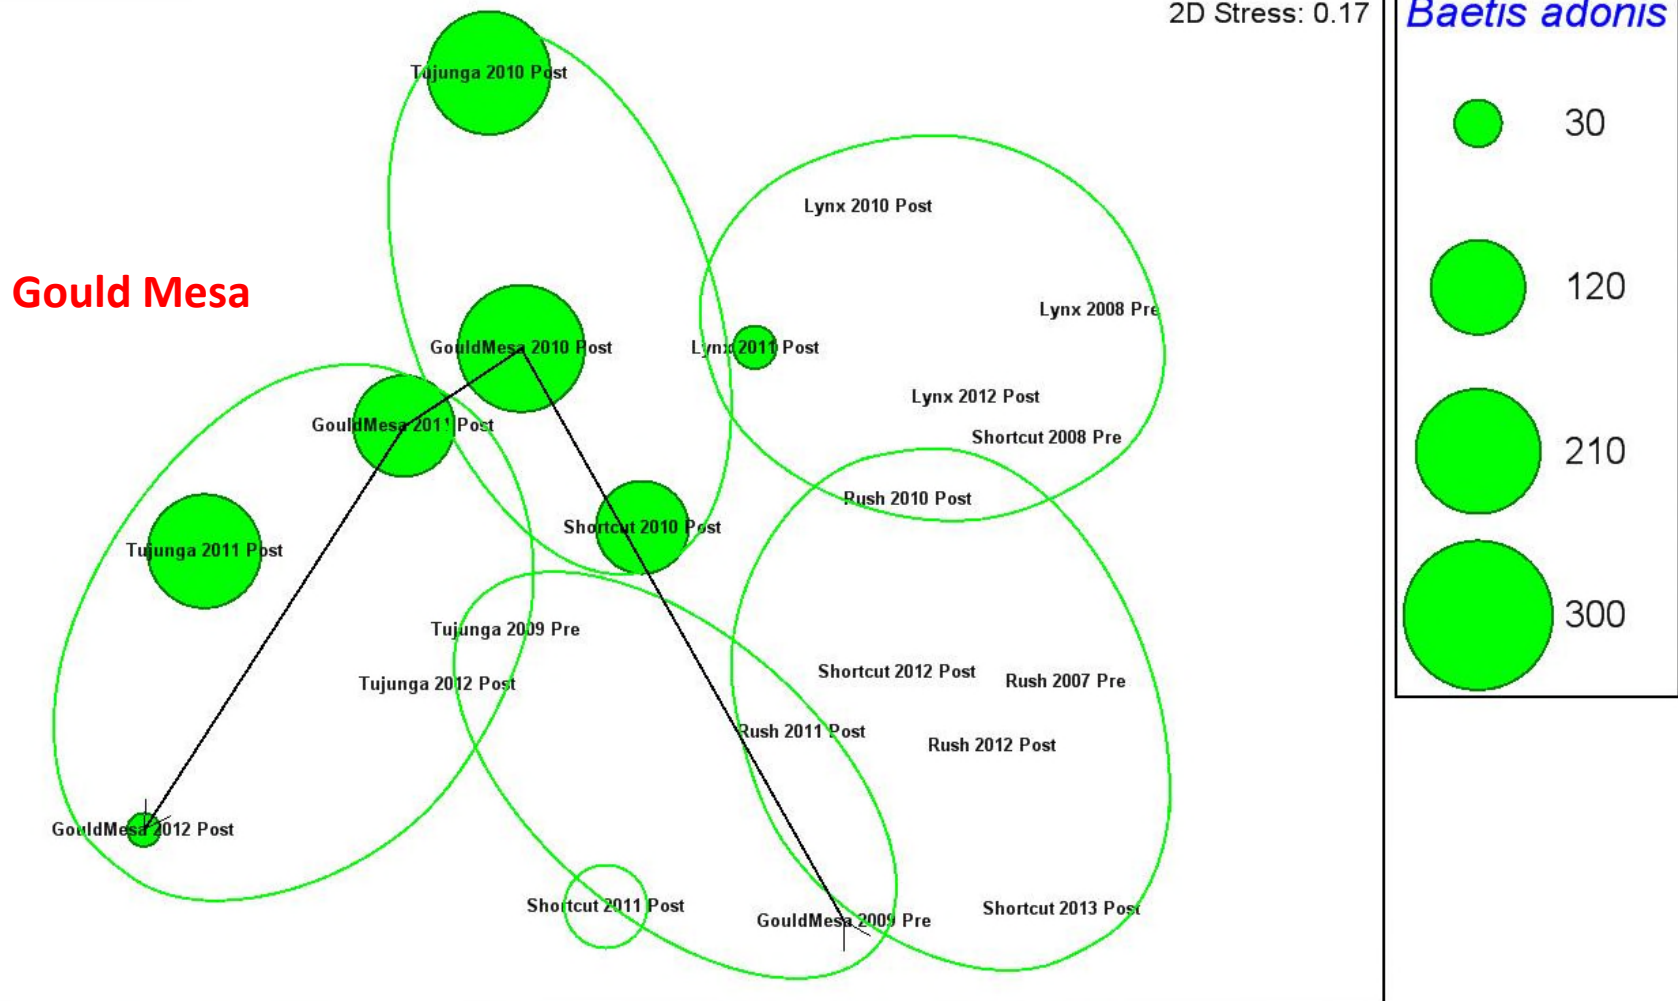 2D Stress: 0.17
Baetis adonis
Tujunga 2010 Post
30
Lynx 2010 Post
120
Gould Mesa
Lynx 2008 Pre
GouldMesa 2010 Post
Lynx 2011 Post
Lynx 2012 Post
GouldMesa 2011 Post
Shortcut 2008 Pre
210
Rush 2010 Post
Shortcut 2010 Post
Tujunga 2011 Post
300
Tujunga 2009 Pre
Shortcut 2012 Post
Rush 2007 Pre
Tujunga 2012 Post
Rush 2011 Post
Rush 2012 Post
GouldMesa 2012 Post
Shortcut 2011 Post
Shortcut 2013 Post
GouldMesa 2009 Pre